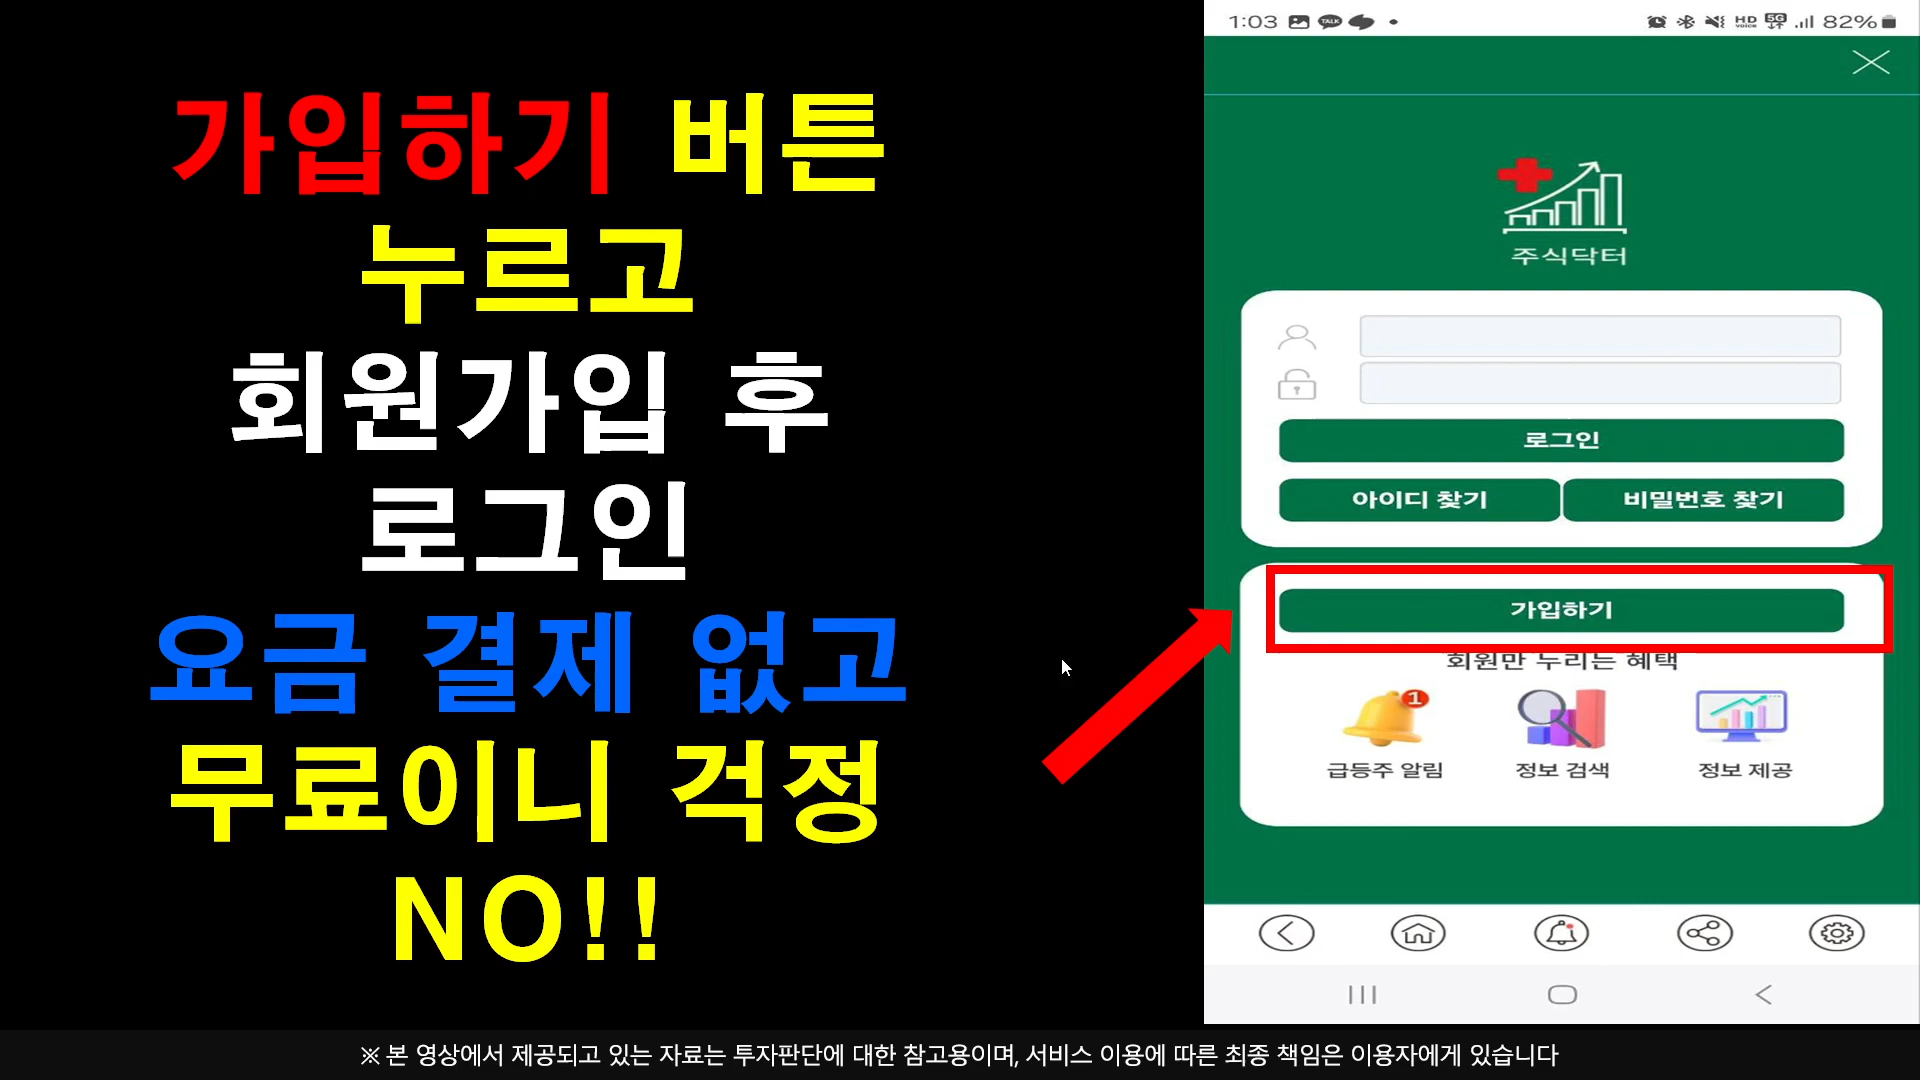 가입하기 버튼
누르고
회원가입 후
로그인
요금 결제 없고
무료이니 걱정
NO!!
1:03
TALK
HD voice
5G
82%
주식닥터
로그인
아이디 찾기
비밀번호 찾기
가입하기
회원만 누리는 혜택
1
급등주 알림
정보 검색
정보 제공
※ 본 영상에서 제공되고 있는 자료는 투자판단에 대한 참고용이며, 서비스 이용에 따른 최종 책임은 이용자에게 있습니다